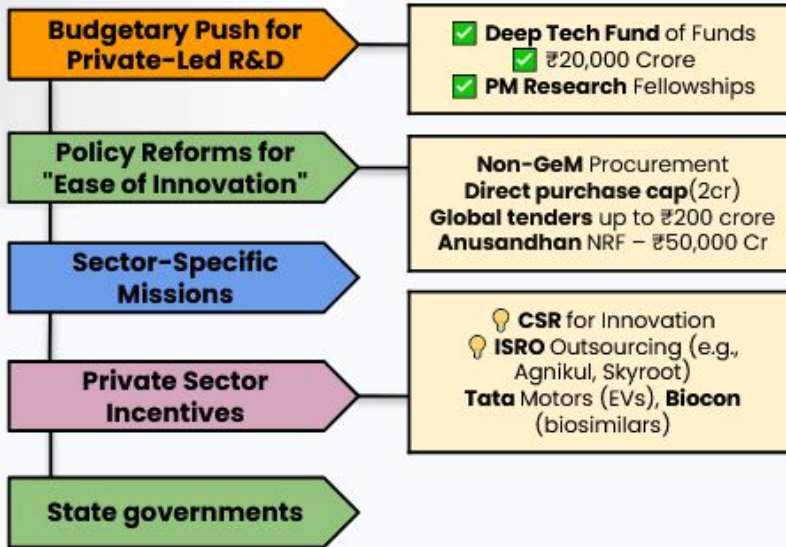 Budgetary Push for
Private-Led R&D
✅ Deep Tech Fund of Funds
✅ ₹20,000 Crore
✅ PM Research Fellowships
Policy Reforms for
"Ease of Innovation"
Non-GeM Procurement
Direct purchase cap(2cr)
Global tenders up to ₹200 crore
Anusandhan NRF – ₹50,000 Cr
Sector-Specific
Missions
Private Sector
Incentives
💡 CSR for Innovation
💡 ISRO Outsourcing (e.g.,
Agnikul, Skyroot)
Tata Motors (EVs), Biocon
(biosimilars)
State governments